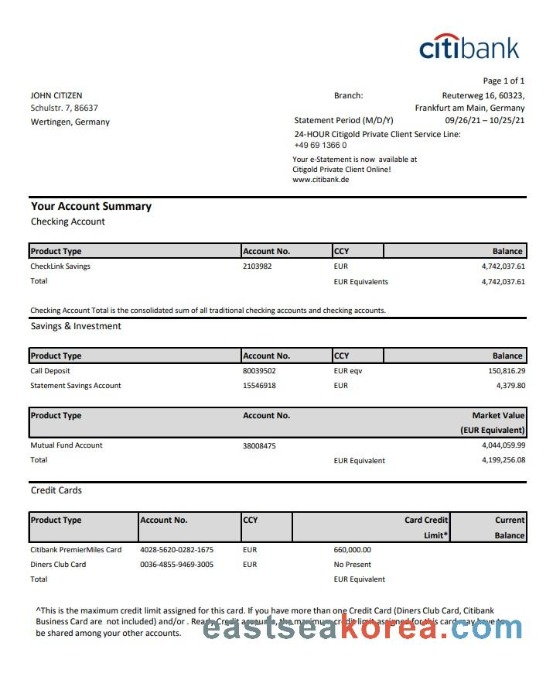 citibank
Page 1 of 1
JOHN CITIZEN
Branch: Reuterweg 16, 60323,
Schulstr. 7, 86637
Frankfurt am Main, Germany
Wertingen, Germany
Statement Period (M/D/Y) 09/26/21 – 10/25/21
24-HOUR Citigold Private Client Service Line:
+49 69 1366 0
Your e-Statement is now available at
Citigold Private Client Online!
www.citibank.de
Your Account Summary
Checking Account
Product Type Account No. CCY Balance
CheckLink Savings 2103982 EUR 4,742,037.61
Total EUR Equivalents 4,742,037.61
Checking Account Total is the consolidated sum of all traditional checking accounts and checking accounts.
Savings & Investment
Product Type Account No. CCY Balance
Call Deposit 80039502 EUR eqv 150,816.29
Statement Savings Account 15546918 EUR 4,379.80
Product Type Account No. Market Value
(EUR Equivalent)
Mutual Fund Account 38008475 4,044,059.99
Total EUR Equivalent 4,199,256.08
Credit Cards
Product Type Account No. CCY Card Credit Current
Limit* Balance
Citibank PremierMiles Card 4028-5620-0282-1675 EUR 660,000.00
Diners Club Card 0036-4855-9469-3005 EUR No Present
Total EUR Equivalent
^This is the maximum credit limit assigned for this card. If you have more than one Credit Card (Diners Club Card, Citibank
Business Card are not included) and/or . Ready Credit accounts, the maximum credit limit assigned for this card may have to
be shared among your other accounts.
eastseakorea.com